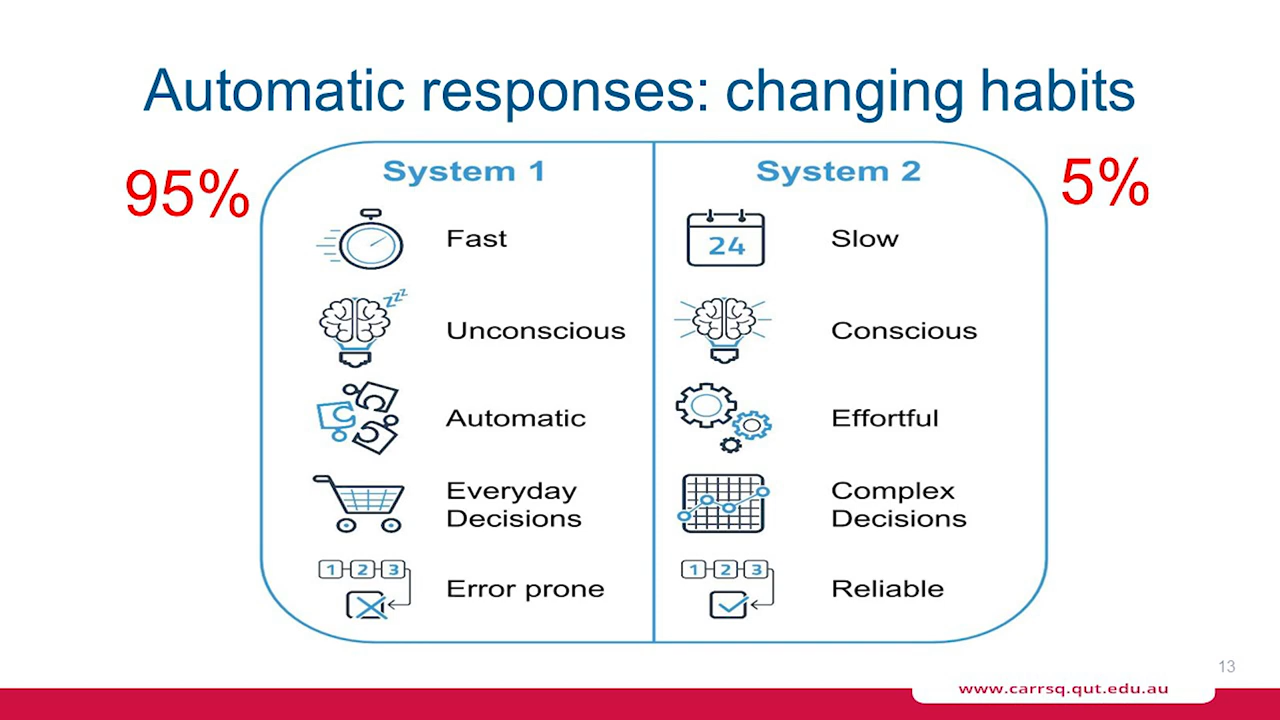 Automatic responses: changing habits
95%
5%
System 1
System 2
Fast
24
Slow
zzz
Unconscious
Conscious
Automatic
Effortful
Everyday
Decisions
Complex
Decisions
1 2 3
Error prone
1 2 3
Reliable
13
www.carrsq.qut.edu.au